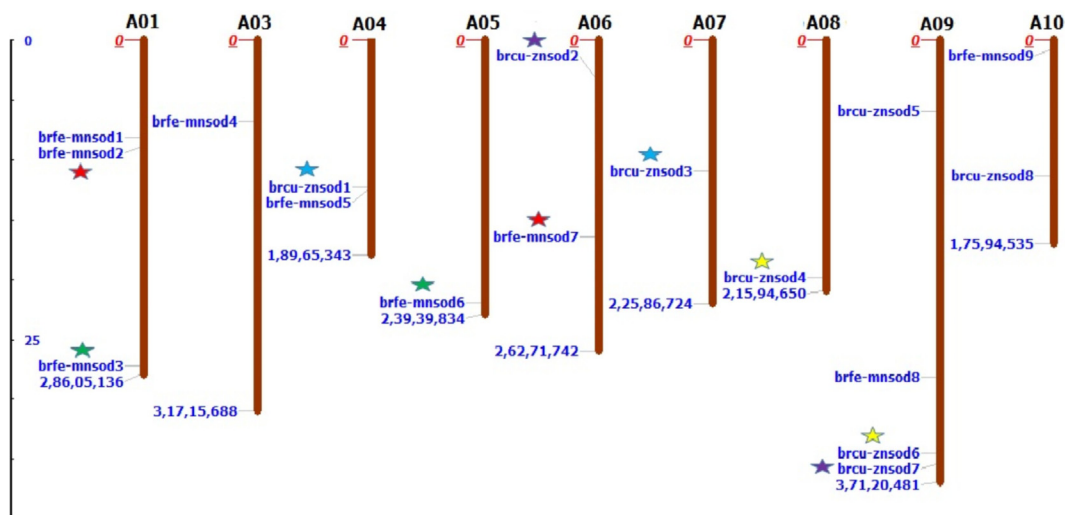 A01 A03 A04 A05 A06 A07 A08 A09 A10
0 0 0 0 0 0 0 0 0 0
brcu-znsod2 brfe-mnsod9
brcu-znsod5
brfe-mnsod4
brfe-mnsod1
brfe-mnsod2
brcu-znsod3
brcu-znsod8
brcu-znsod1
brfe-mnsod5
brfe-mnsod7
1,75,94,535
1,89,65,343
brcu-znsod4
2,15,94,650
brfe-mnsod6
2,25,86,724
2,39,39,834
25
2,62,71,742
brfe-mnsod3
brfe-mnsod8
2,86,05,136
3,17,15,688
brcu-znsod6
brcu-znsod7
3,71,20,481